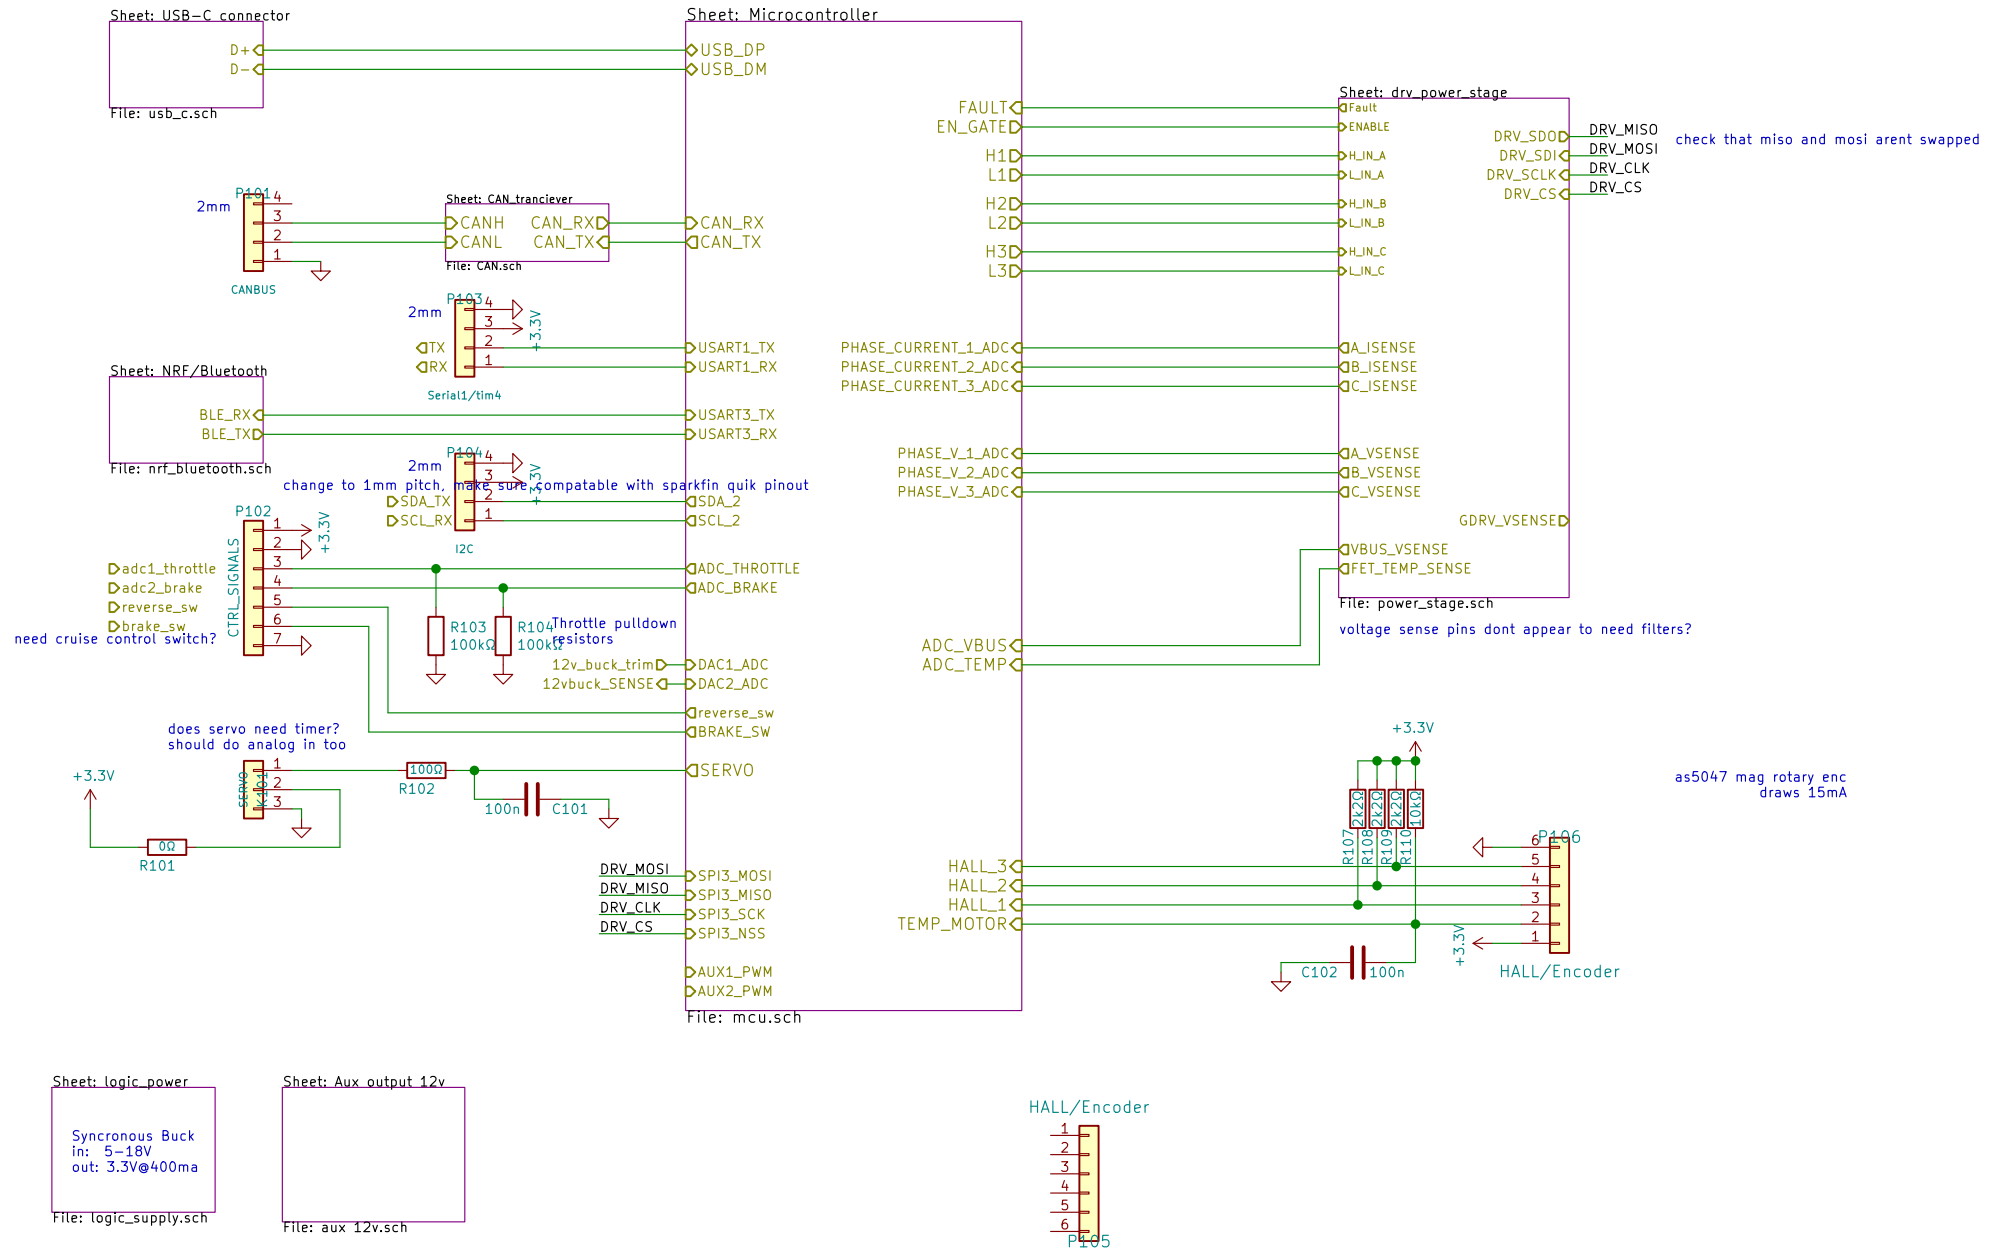 Sheet: USB-C connector
D+
D-
File: usb_c.sch
Sheet: Microcontroller
USB_DP
USB_DM
FAULT
EN_GATE
H1
L1
H2
L2
H3
L3
CAN_RX
CAN_TX
USART1_TX
USART1_RX
PHASE_CURRENT_1_ADC
PHASE_CURRENT_2_ADC
PHASE_CURRENT_3_ADC
USART3_TX
USART3_RX
PHASE_V_1_ADC
PHASE_V_2_ADC
PHASE_V_3_ADC
SDA_2
SCL_2
ADC_THROTTLE
ADC_BRAKE
ADC_VBUS
ADC_TEMP
DAC1_ADC
DAC2_ADC
reverse_sw
BRAKE_SW
SERVO
SPI3_MOSI
SPI3_MISO
SPI3_SCK
SPI3_NSS
HALL_3
HALL_2
HALL_1
TEMP_MOTOR
AUX1_PWM
AUX2_PWM
File: mcu.sch
Sheet: drv_power_stage
Fault
ENABLE
H_IN_A
L_IN_A
H_IN_B
L_IN_B
H_IN_C
L_IN_C
DRV_SDO
DRV_SDI
DRV_SCLK
DRV_CS
DRV_MISO
DRV_MOSI
DRV_CLK
DRV_CS
check that miso and mosi arent swapped
A_ISENSE
B_ISENSE
C_ISENSE
A_VSENSE
B_VSENSE
C_VSENSE
GDRV_VSENSE
VBUS_VSENSE
FET_TEMP_SENSE
File: power_stage.sch
voltage sense pins dont appear to need filters?
P101
2mm
4
3
2
1
CANBUS
Sheet: CAN_tranciever
CANH
CANL
CAN_RX
CAN_TX
File: CAN.sch
P103
2mm
4
3
2
1
+3.3V
TX
RX
Serial1/tim4
Sheet: NRF/Bluetooth
BLE_RX
BLE_TX
File: nrf_bluetooth.sch
P104
2mm
4
3
2
1
+3.3V
change to 1mm pitch, make sure compatable with sparkfin quik pinout
SDA_TX
SCL_RX
I2C
P102
CTRL_SIGNALS
1
2
3
4
5
6
7
+3.3V
adc1_throttle
adc2_brake
reverse_sw
brake_sw
need cruise control switch?
R103
100kΩ
R104
100kΩ
Throttle pulldown
resistors
12v_buck_trim
12vbuck_SENSE
does servo need timer?
should do analog in too
+3.3V
SERVO
K101
1
2
3
100Ω
R102
100n
C101
0Ω
R101
DRV_MOSI
DRV_MISO
DRV_CLK
DRV_CS
+3.3V
2k2Ω
2k2Ω
2k2Ω
10kΩ
R107
R108
R109
R110
as5047 mag rotary enc
draws 15mA
P106
6
5
4
3
2
1
+3.3V
HALL/Encoder
C102
100n
Sheet: logic_power
Syncronous Buck
in:  5-18V
out: 3.3V@400ma
File: logic_supply.sch
Sheet: Aux output 12v
File: aux 12v.sch
HALL/Encoder
1
2
3
4
5
6
P105